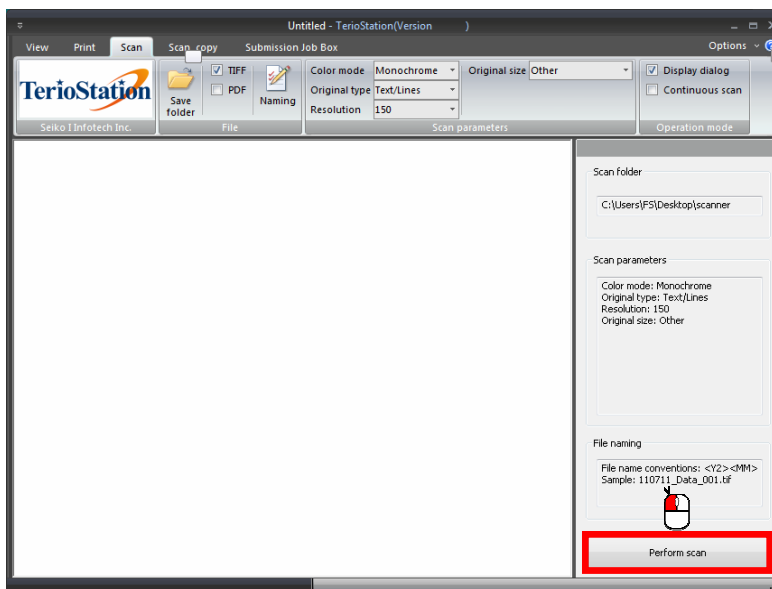 Untitled - TerioStation(Version )
View Print Scan Scan_copy Submission Job Box Options
TerioStation
Seiko I Infotech Inc.
Save folder
TIFF
PDF
Naming
File
Color mode Monochrome
Original type Text/Lines
Resolution 150
Original size Other
Scan parameters
Display dialog
Continuous scan
Operation mode
Scan folder
C:\Users\FS\Desktop\scanner
Scan parameters
Color mode: Monochrome
Original type: Text/Lines
Resolution: 150
Original size: Other
File naming
File name conventions: <Y2><MM>
Sample: 110711_Data_001.tif
Perform scan